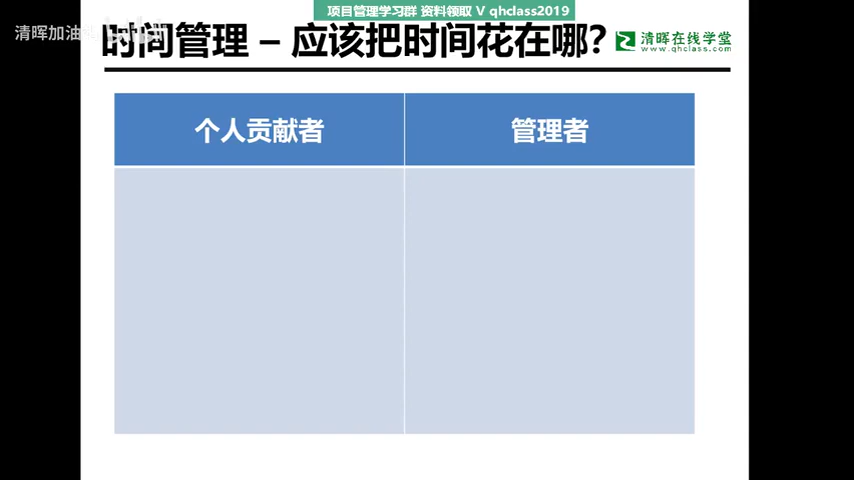 项目管理学习群 资料领取 V qhclass2019
清晖加油
时间管理 – 应该把时间花在哪?
清晖在线学堂
www.qhclass.com
个人贡献者
管理者